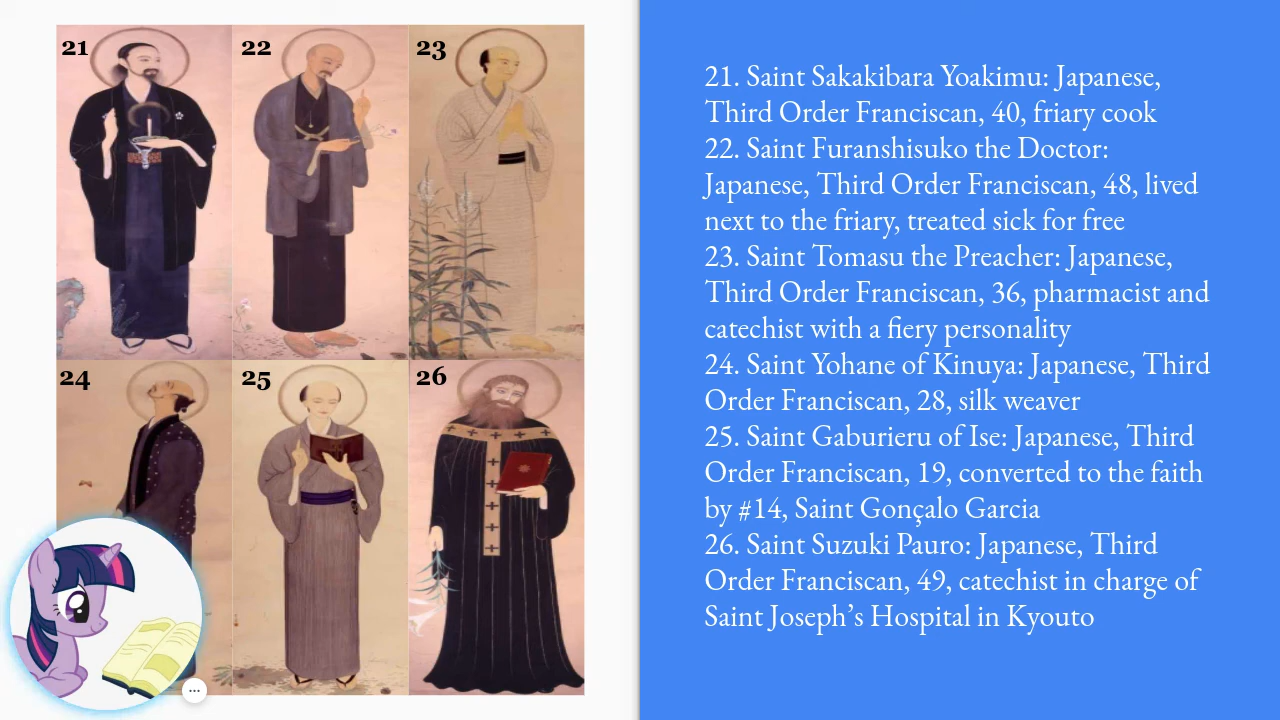 21
22
23
24
25
26
21. Saint Sakakibara Yoakimu: Japanese,
Third Order Franciscan, 40, friary cook
22. Saint Furanshisuko the Doctor:
Japanese, Third Order Franciscan, 48, lived
next to the friary, treated sick for free
23. Saint Tomasu the Preacher: Japanese,
Third Order Franciscan, 36, pharmacist and
catechist with a fiery personality
24. Saint Yohane of Kinuya: Japanese, Third
Order Franciscan, 28, silk weaver
25. Saint Gaburieru of Ise: Japanese, Third
Order Franciscan, 19, converted to the faith
by #14, Saint Gonçalo Garcia
26. Saint Suzuki Pauro: Japanese, Third
Order Franciscan, 49, catechist in charge of
Saint Joseph’s Hospital in Kyouto